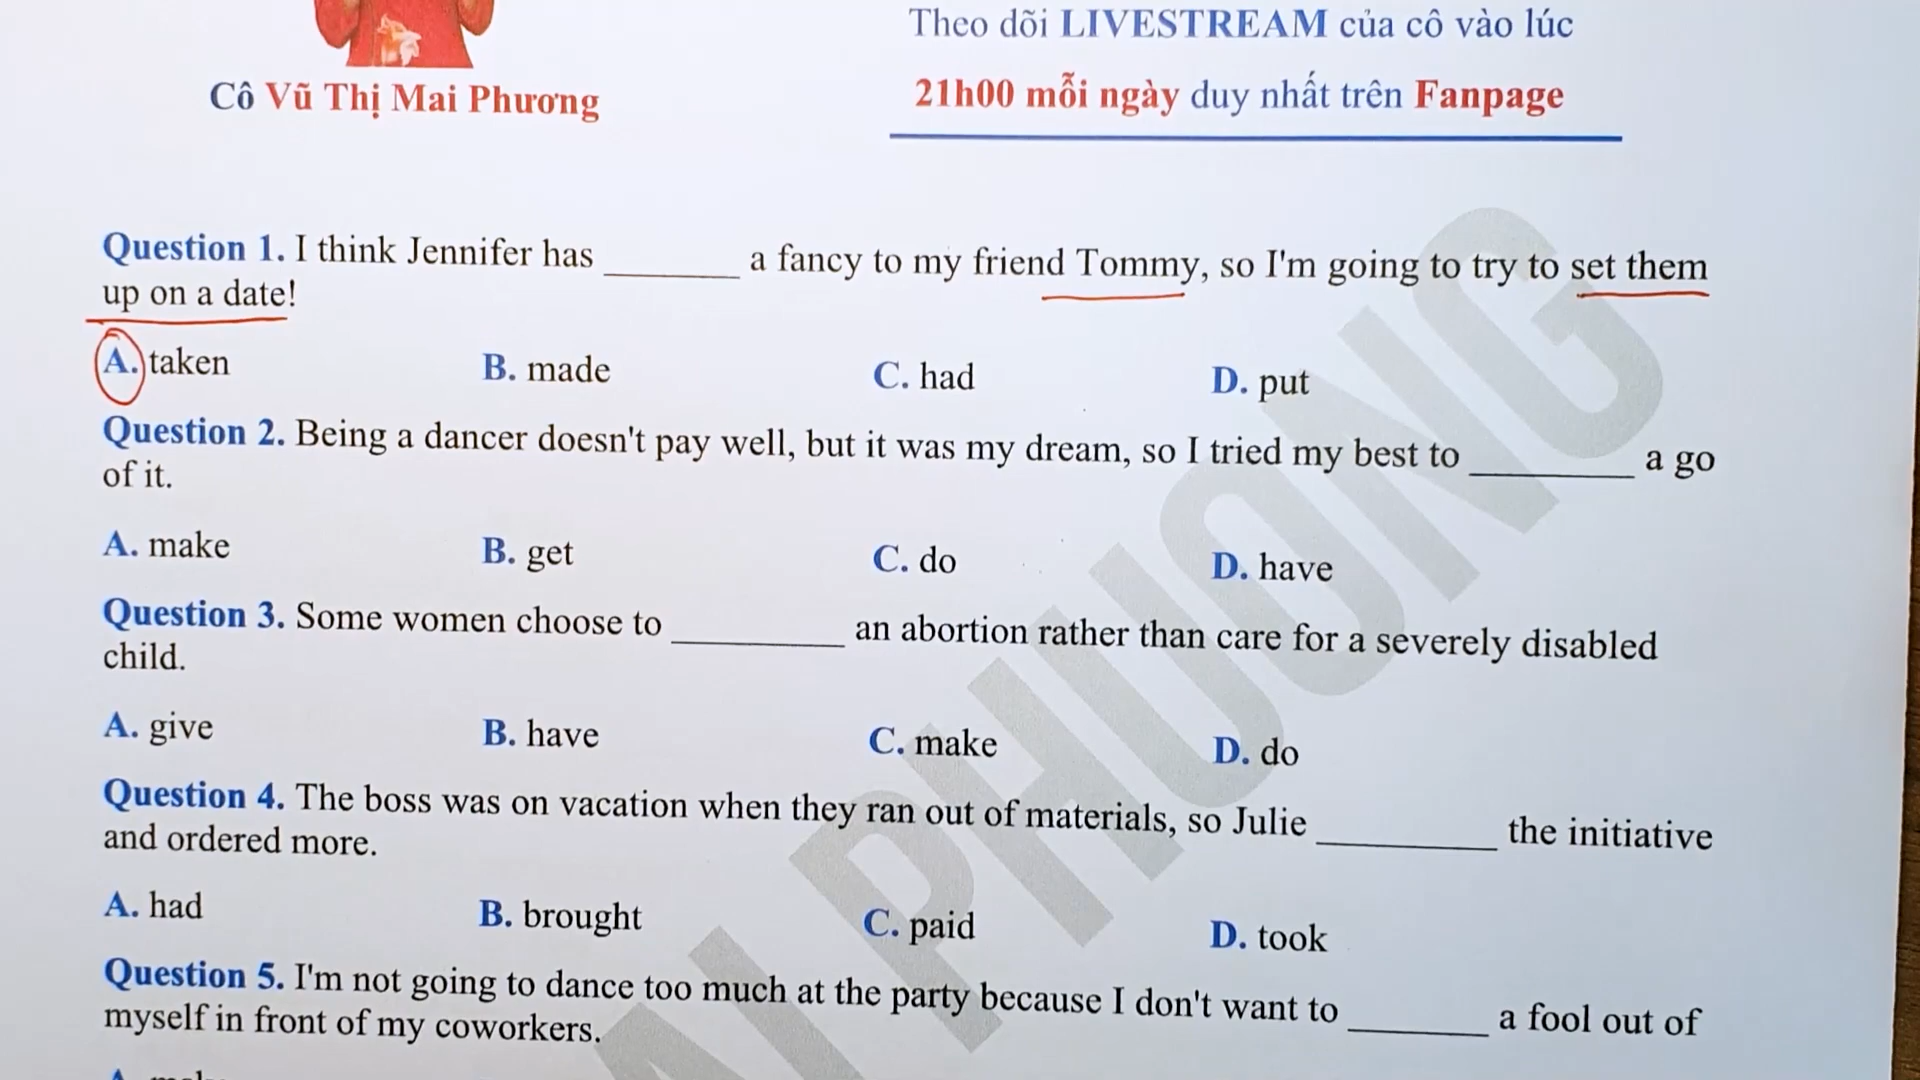 Theo dõi LIVESTREAM của cô vào lúc
Cô Vũ Thị Mai Phương
21h00 mỗi ngày duy nhất trên Fanpage
Question 1. I think Jennifer has ________ a fancy to my friend Tommy, so I'm going to try to set them
up on a date!
A. taken B. made C. had D. put
Question 2. Being a dancer doesn't pay well, but it was my dream, so I tried my best to __________ a go
of it.
A. make B. get C. do D. have
Question 3. Some women choose to __________ an abortion rather than care for a severely disabled
child.
A. give B. have C. make D. do
Question 4. The boss was on vacation when they ran out of materials, so Julie __________ the initiative
and ordered more.
A. had B. brought C. paid D. took
Question 5. I'm not going to dance too much at the party because I don't want to ________ a fool out of
myself in front of my coworkers.
AI PHUONG